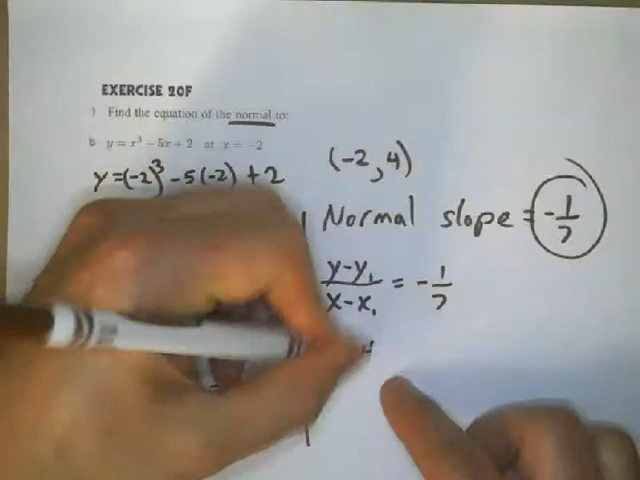 EXERCISE 20F
1 Find the equation of the normal to:
b y = x³ - 5x + 2 at x = -2
y = (-2)³ - 5(-2) + 2
(-2, 4)
Normal slope = -1/7
y-y₁/x-x₁ = -1/7